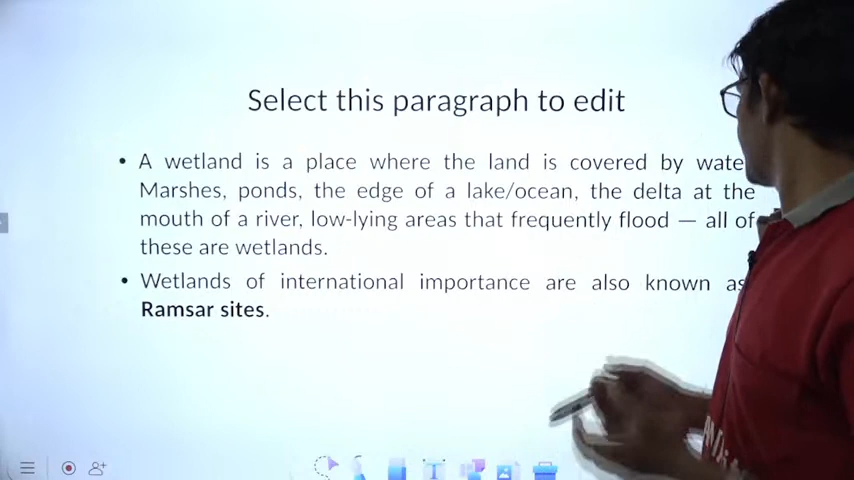 Select this paragraph to edit
• A wetland is a place where the land is covered by wate
Marshes, ponds, the edge of a lake/ocean, the delta at the
mouth of a river, low-lying areas that frequently flood — all of
these are wetlands.
• Wetlands of international importance are also known as
Ramsar sites.